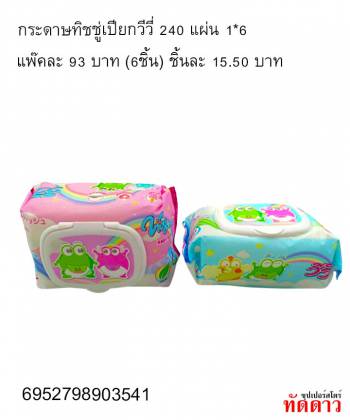 กระดาษทิชชู่เปียกวีวี่ 240 แผ่น 1*6
แพ๊คละ 93 บาท (6ชิ้น) ชิ้นละ 15.50 บาท
วีวี่
6952798903541
ซุปเปอร์สโตร์
ทัดดาว